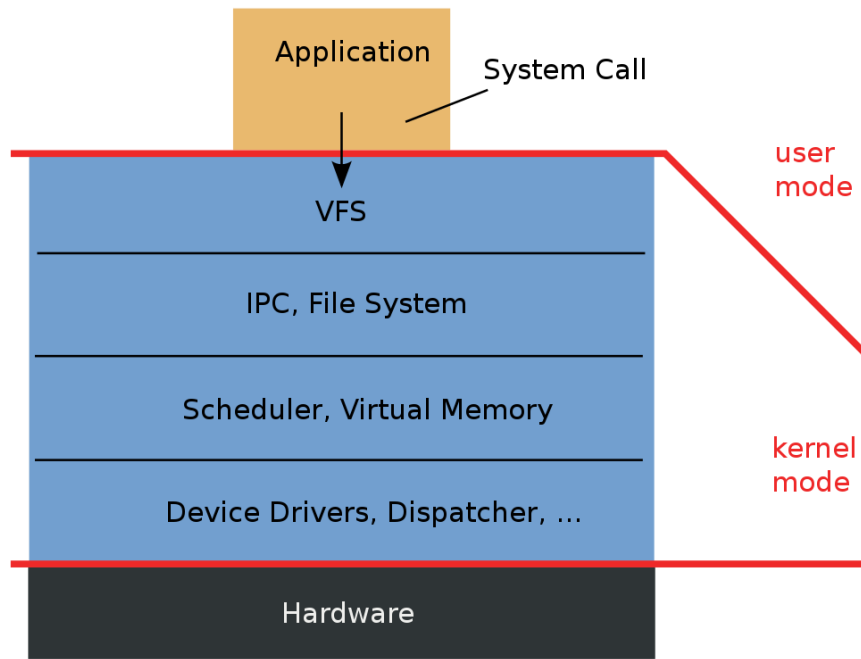 Application
System Call
user
mode
VFS
IPC, File System
Scheduler, Virtual Memory
kernel
mode
Device Drivers, Dispatcher, ...
Hardware